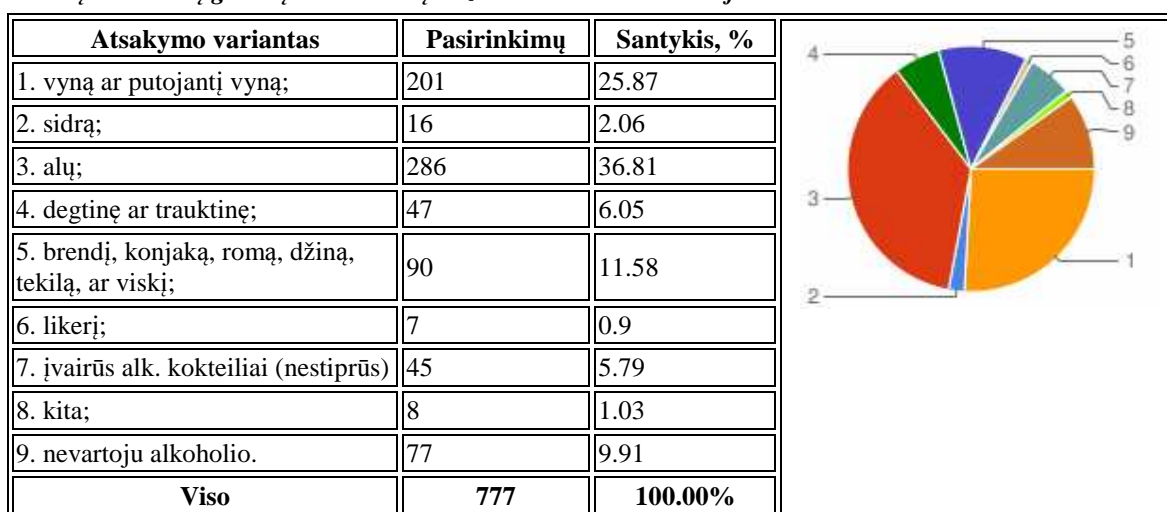 Atsakymo variantas Pasirinkimų Santykis, %
1. vyną ar putojantį vyną; 201 25.87
2. sidrą; 16 2.06
3. alų; 286 36.81
4. degtinę ar trauktinę; 47 6.05
5. brendį, konjaką, romą, džiną,
tekilą, ar viskį; 90 11.58
6. likerį; 7 0.9
7. įvairūs alk. kokteiliai (nestiprūs) 45 5.79
8. kita; 8 1.03
9. nevartoju alkoholio. 77 9.91
Viso 777 100.00%
4
5
6
7
8
9
3
1
2